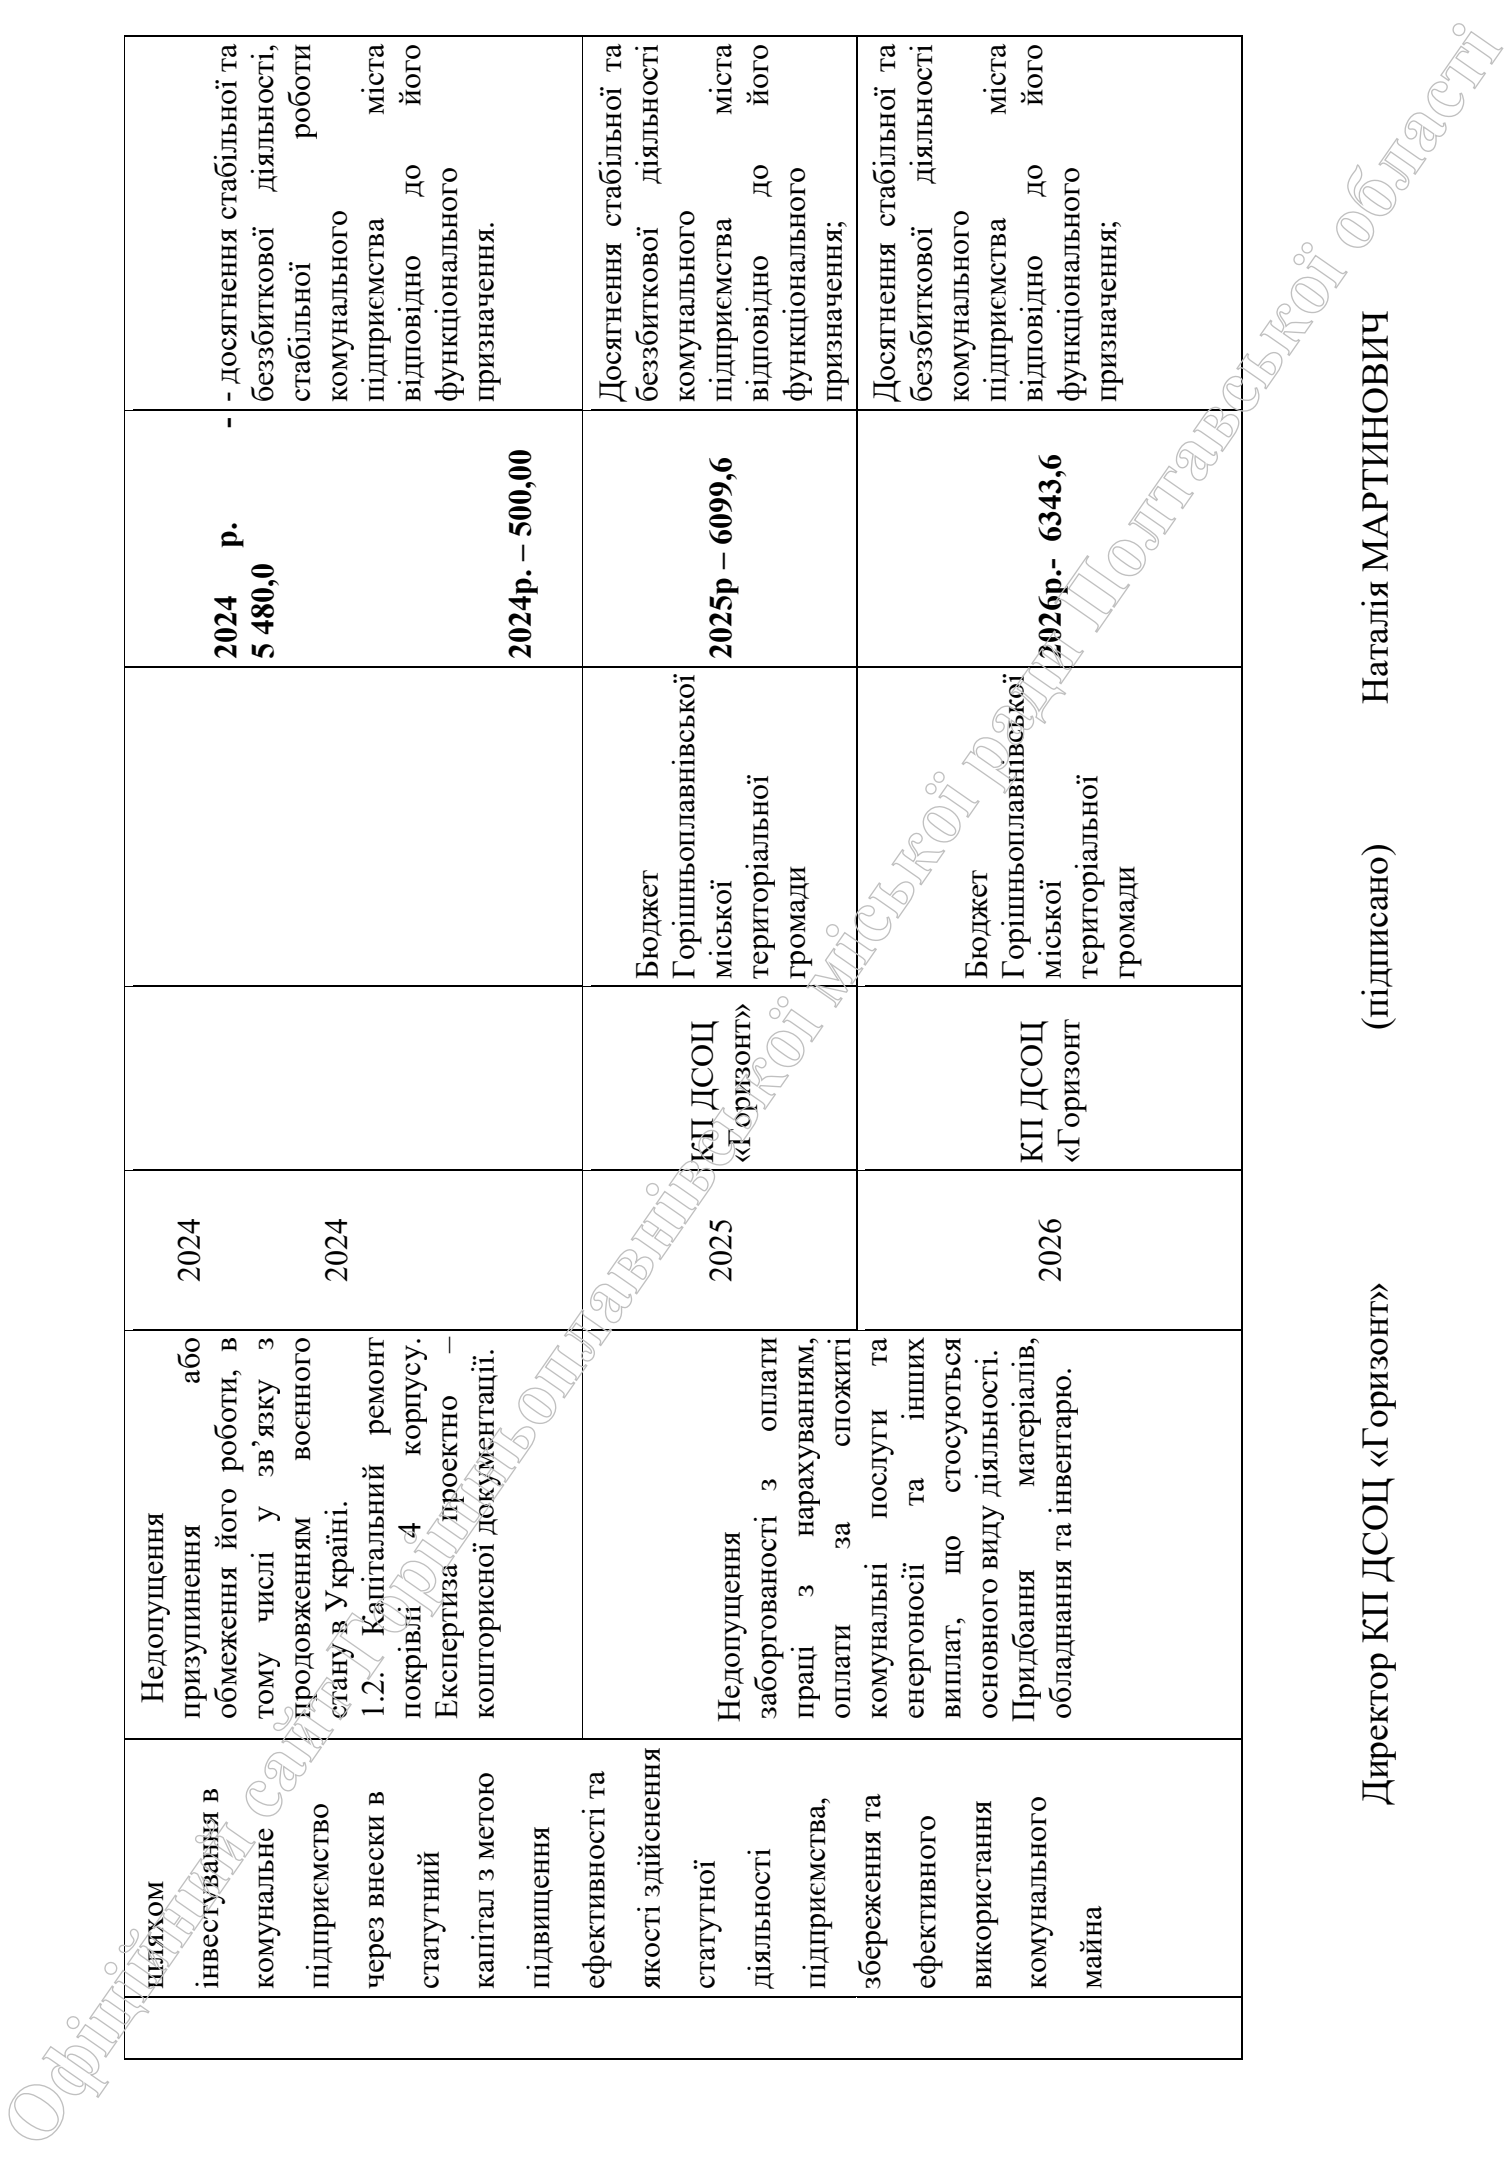 шляхом
інвестування в
комунальне
підприємство
через внески в
статутний
капітал з метою
підвищення
ефективності та
якості здійснення
статутної
діяльності
підприємства,
збереження та
ефективного
використання
комунального
майна
Недопущення
призупинення або
обмеження його роботи, в
тому числі у зв’язку з
продовженням воєнного
стану в Україні.
1.2. Капітальний ремонт
покрівлі 4 корпусу.
Експертиза проектно –
кошторисної документації.
2024
2024
2024 р. -
5 480,0
2024р. – 500,00
- досягнення стабільної та
беззбиткової діяльності,
стабільної роботи
комунального
підприємства міста
відповідно до його
функціонального
призначення.
Недопущення
заборгованості з оплати
праці з нарахуванням,
оплати за спожиті
комунальні послуги та
енергоносії та інших
виплат, що стосуються
основного виду діяльності.
Придбання матеріалів,
обладнання та інвентарю.
2025
КП ДСОЦ
«Горизонт»
Бюджет
Горішньоплавнівської
міської
територіальної
громади
2025р – 6099,6
Досягнення стабільної та
беззбиткової діяльності
комунального
підприємства міста
відповідно до його
функціонального
призначення;
2026
КП ДСОЦ
«Горизонт
Бюджет
Горішньоплавнівської
міської
територіальної
громади
2026р.- 6343,6
Досягнення стабільної та
беззбиткової діяльності
комунального
підприємства міста
відповідно до його
функціонального
призначення;
Директор КП ДСОЦ «Горизонт» (підписано) Наталія МАРТИНОВИЧ
Офіційний сайт Горішньоплавнівської міської ради Полтавської області